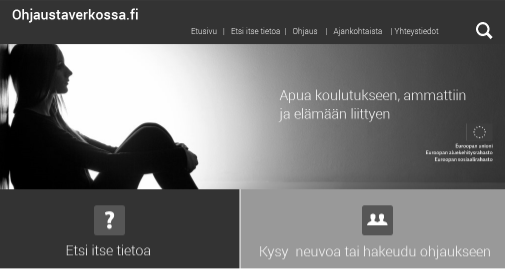 Ohjaustaverkossa.fi
Etusivu | Etsi itse tietoa | Ohjaus | Ajankohtaista | Yhteystiedot
Apua koulutukseen, ammattiin
ja elämään liittyen
Euroopan unioni
Euroopan aluekehitysrahasto
Euroopan sosiaalirahasto
?
Etsi itse tietoa
Kysy neuvoa tai hakeudu ohjaukseen